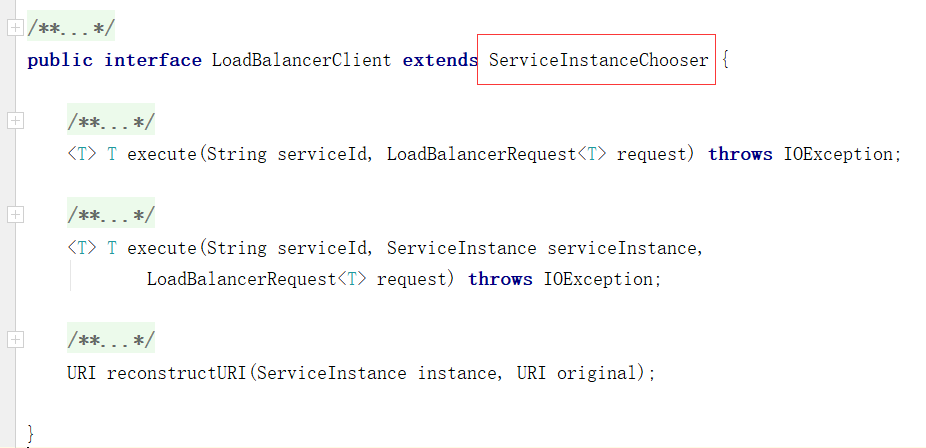 /**...*/
public interface LoadBalancerClient extends ServiceInstanceChooser {
/**...*/
<T> T execute(String serviceId, LoadBalancerRequest<T> request) throws IOException;
/**...*/
<T> T execute(String serviceId, ServiceInstance serviceInstance,
LoadBalancerRequest<T> request) throws IOException;
/**...*/
URI reconstructURI(ServiceInstance instance, URI original);
}